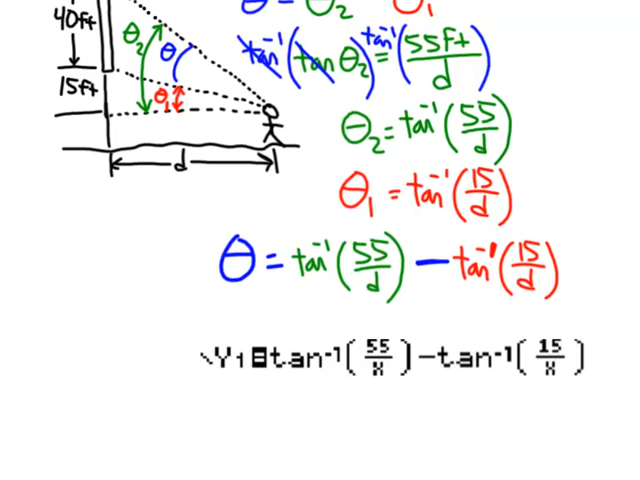 θ = θ₂ θ₁
40ft
θ₂
θ
tan⁻¹(tan θ₂) = tan⁻¹(55ft/d)
15ft
θ₁
θ₂ = tan⁻¹(55/d)
d
θ₁ = tan⁻¹(15/d)
θ = tan⁻¹(55/d) − tan⁻¹(15/d)
\Y₁=tan⁻¹(55/X)−tan⁻¹(15/X)